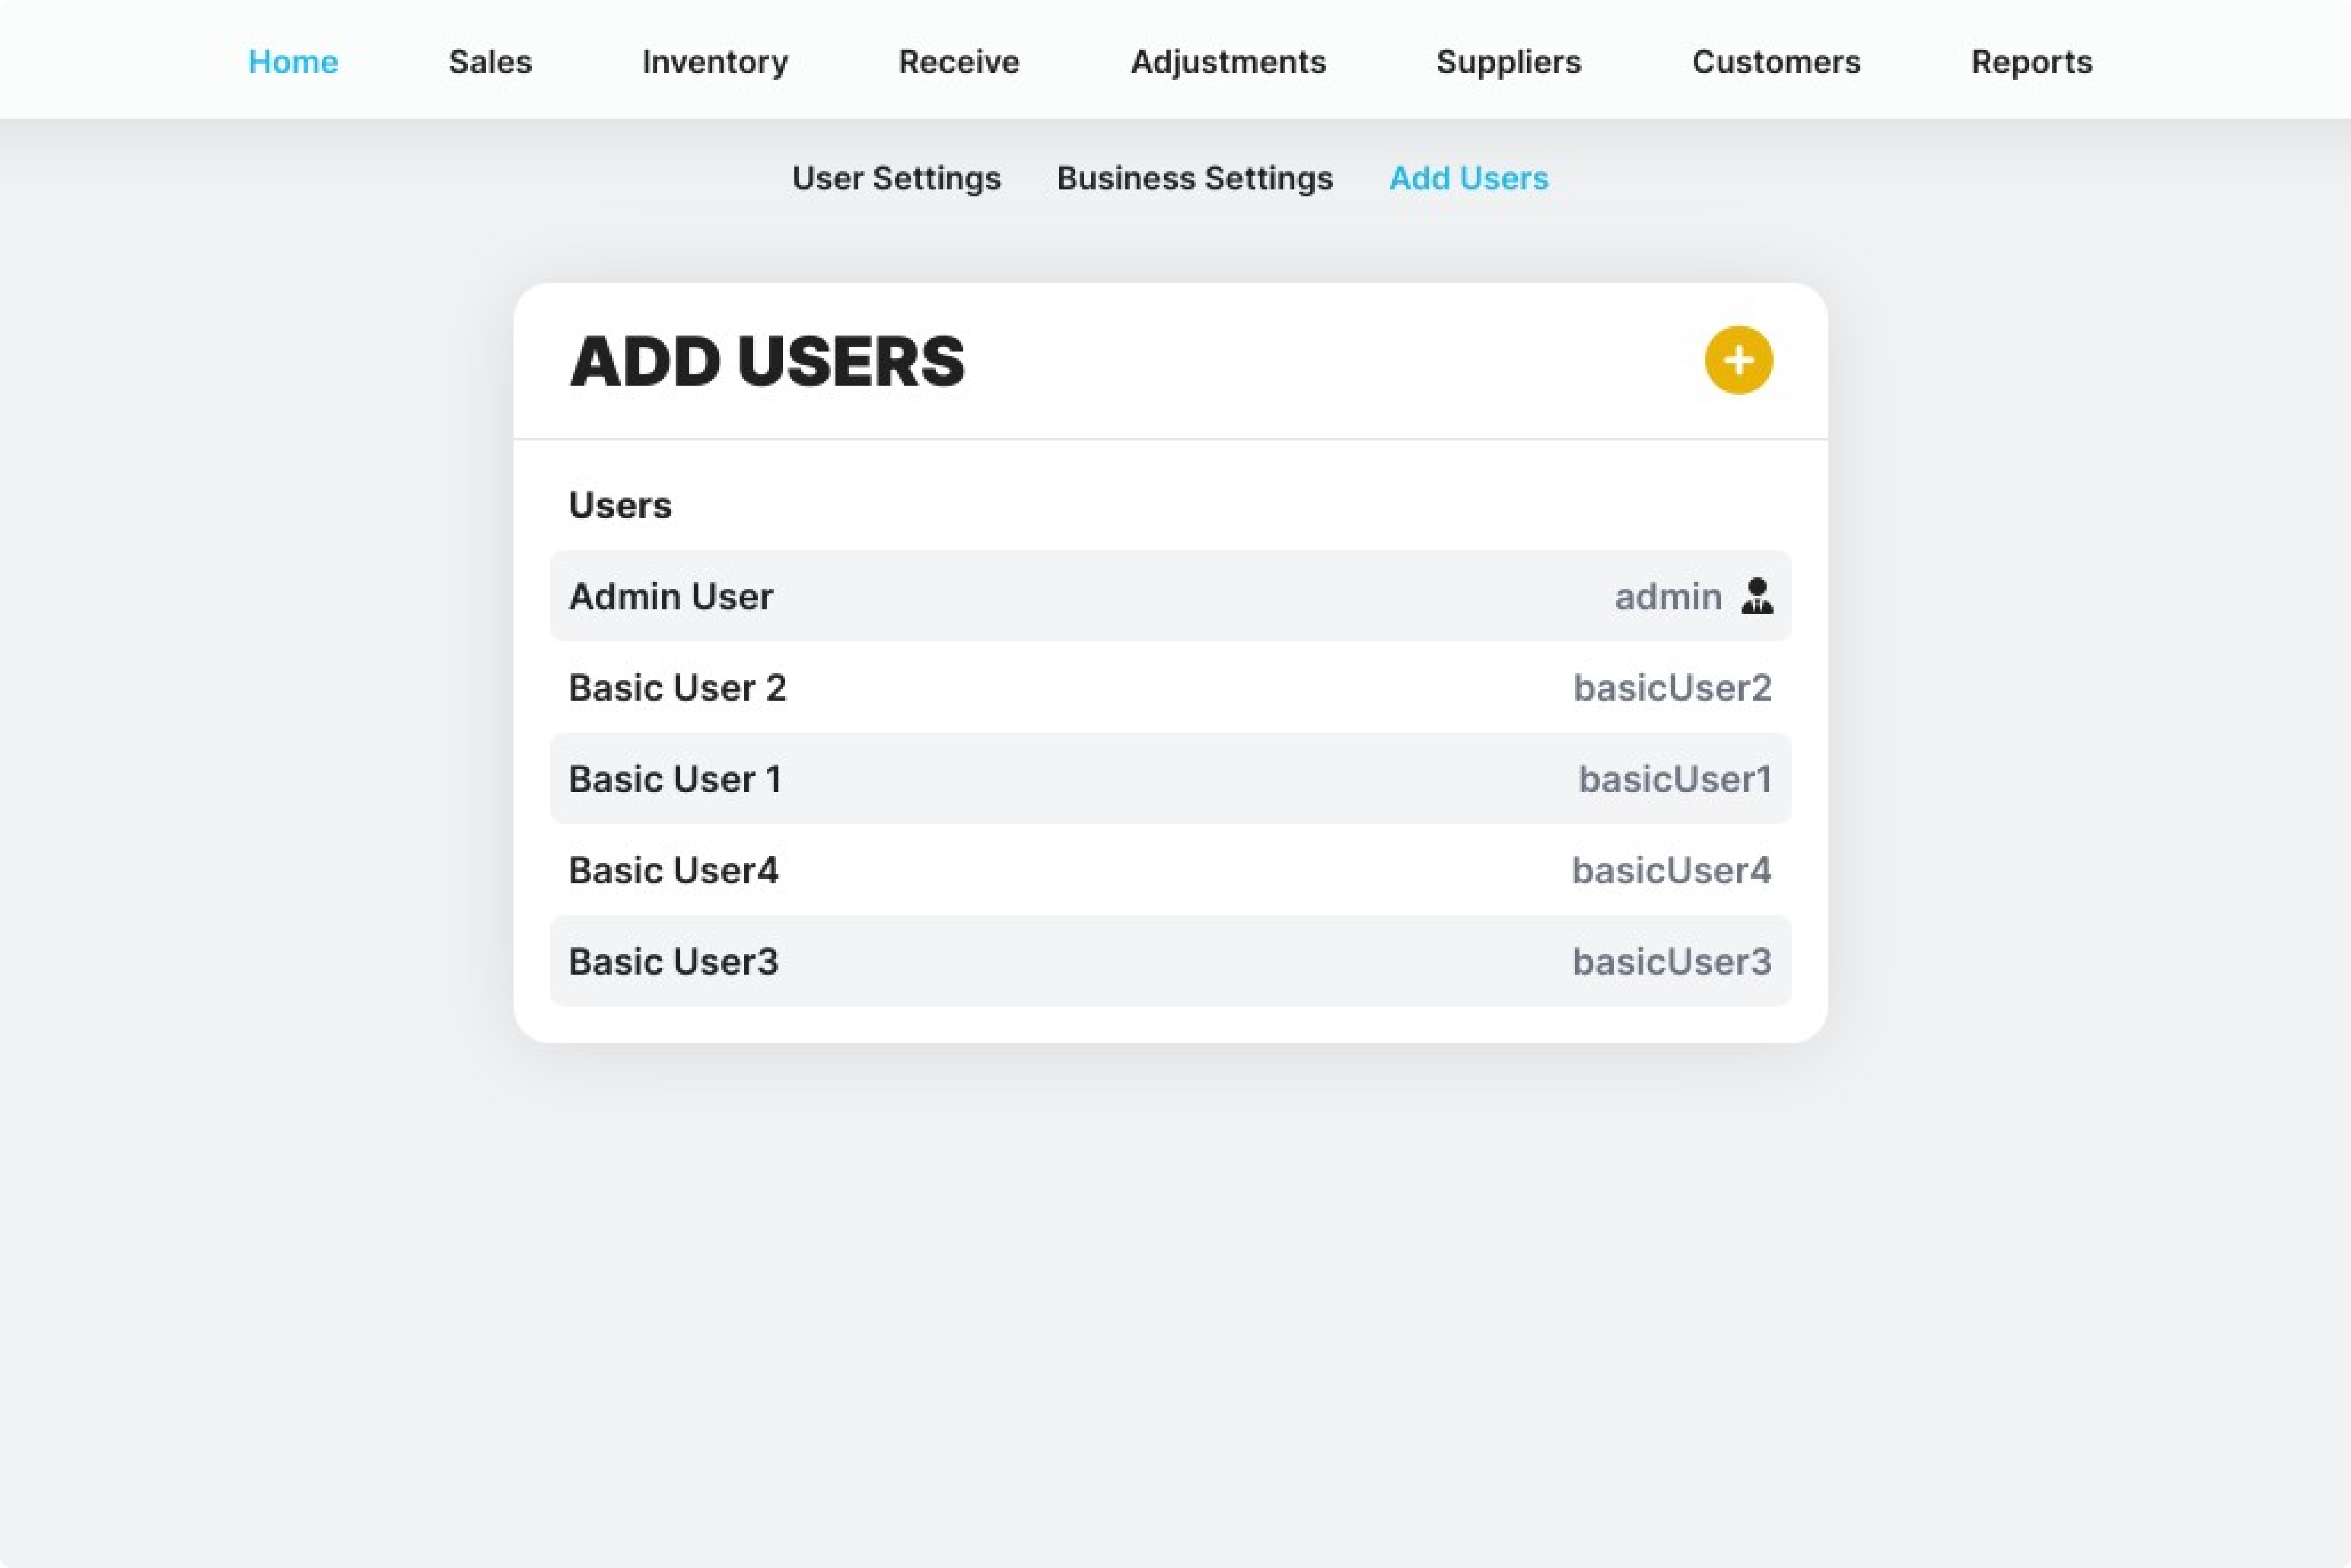 Home Sales Inventory Receive Adjustments Suppliers Customers Reports
User Settings Business Settings Add Users
ADD USERS
Users
Admin User admin
Basic User 2 basicUser2
Basic User 1 basicUser1
Basic User4 basicUser4
Basic User3 basicUser3